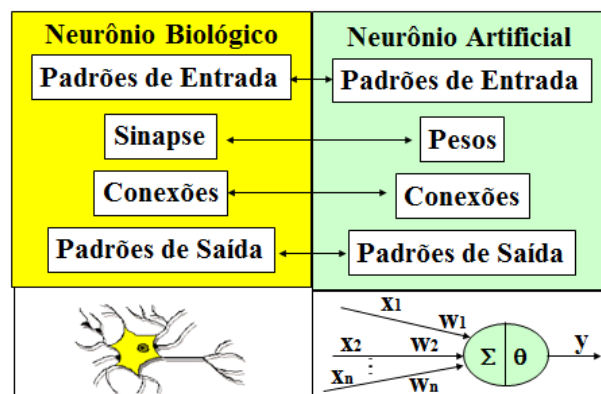 Neurônio Biológico
Neurônio Artificial
Padrões de Entrada
Padrões de Entrada
Sinapse
Pesos
Conexões
Conexões
Padrões de Saída
Padrões de Saída
x1
w1
x2
w2
y
Σ θ
xn
wn